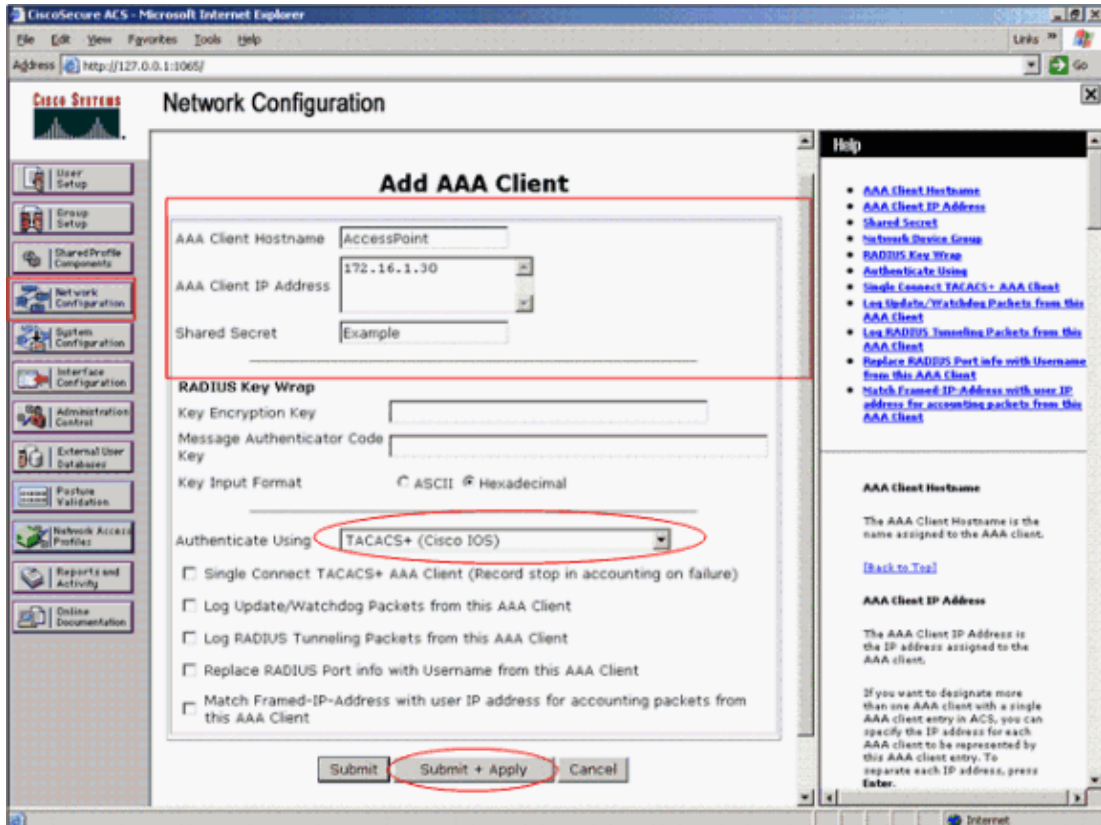 CiscoSecure ACS - Microsoft Internet Explorer
File Edit View Favorites Tools Help
Links »
Address http://127.0.0.1:1065/
Go
CISCO SYSTEMS
Network Configuration
User Setup
Group Setup
Shared Profile Components
Network Configuration
System Configuration
Interface Configuration
Administration Control
External User Databases
Posture Validation
Network Access Profiles
Reports and Activity
Online Documentation
Add AAA Client
AAA Client Hostname AccessPoint
AAA Client IP Address 172.16.1.30
Shared Secret Example
RADIUS Key Wrap
Key Encryption Key
Message Authenticator Code Key
Key Input Format ASCII Hexadecimal
Authenticate Using TACACS+ (Cisco IOS)
Single Connect TACACS+ AAA Client (Record stop in accounting on failure)
Log Update/Watchdog Packets from this AAA Client
Log RADIUS Tunneling Packets from this AAA Client
Replace RADIUS Port info with Username from this AAA Client
Match Framed-IP-Address with user IP address for accounting packets from
this AAA Client
Submit Submit + Apply Cancel
Help
AAA Client Hostname
AAA Client IP Address
Shared Secret
Network Device Group
RADIUS Key Wrap
Authenticate Using
Single Connect TACACS+ AAA Client
Log Update/Watchdog Packets from this
AAA Client
Log RADIUS Tunneling Packets from this
AAA Client
Replace RADIUS Port info with Username
from this AAA Client
Match Framed-IP-Address with user IP
address for accounting packets from this
AAA Client
AAA Client Hostname
The AAA Client Hostname is the
name assigned to the AAA client.
[Back to Top]
AAA Client IP Address
The AAA Client IP Address is
the IP address assigned to the
AAA client.
If you want to designate more
than one AAA client with a single
AAA client entry in ACS, you can
specify the IP address for each
AAA client to be represented by
this AAA client entry. To
separate each IP address, press
Enter.
Internet